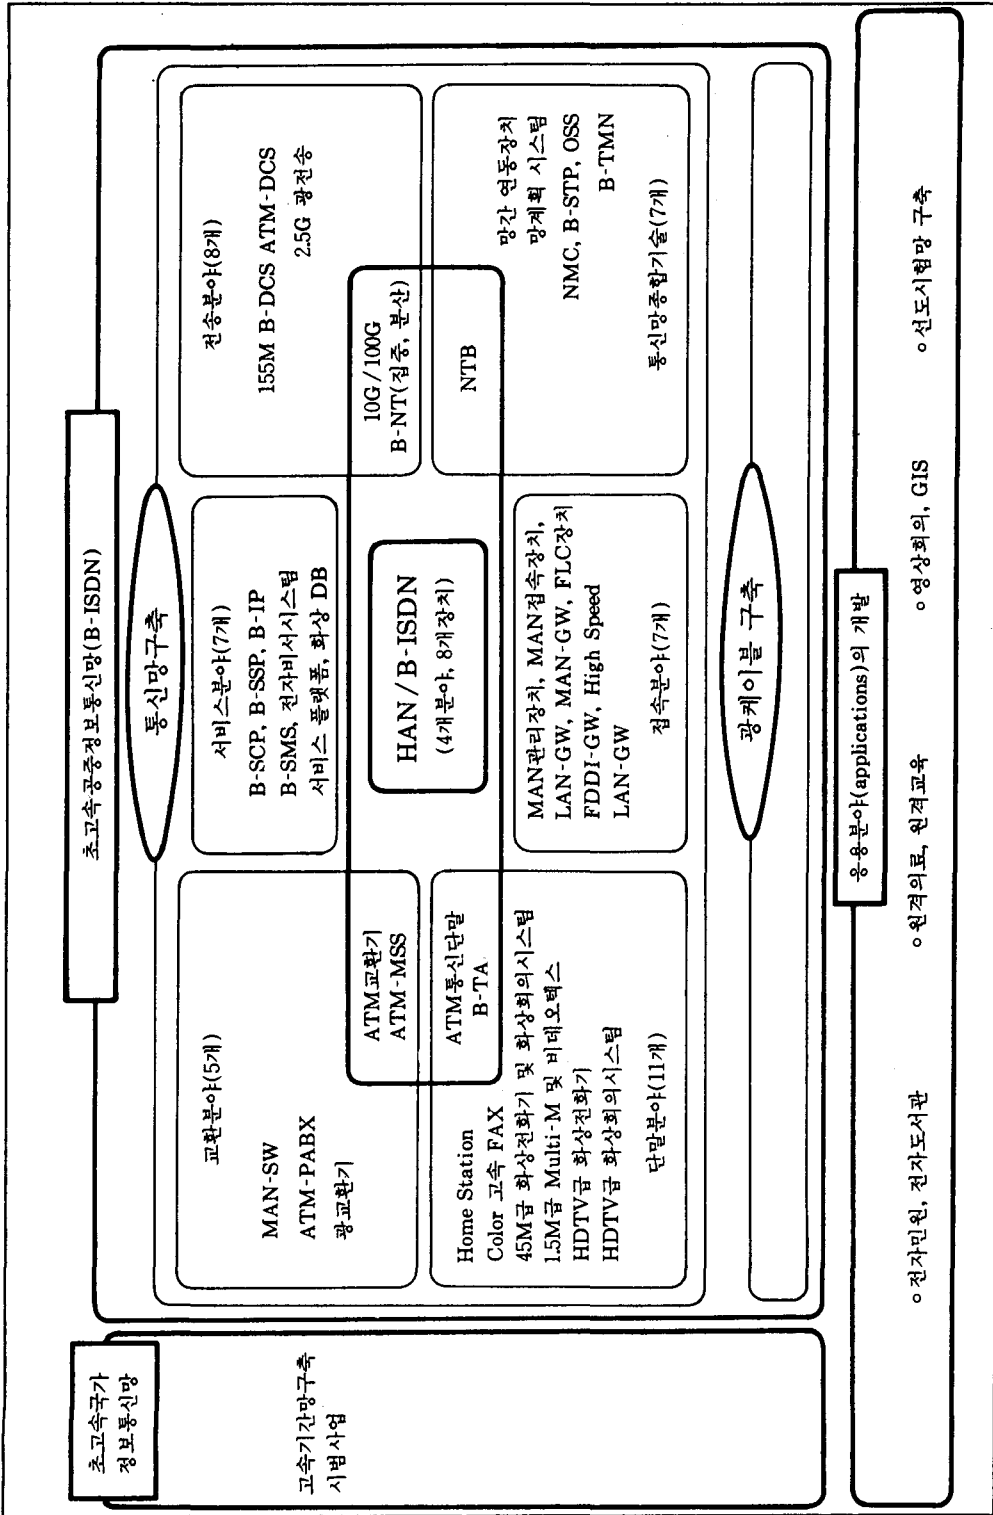 초고속국가
정보통신망
고속기간망구축
시범사업
초고속공중정보통신망(B-ISDN)
통신망구축
교환분야(5개)
MAN-SW
ATM-PABX
광교환기
ATM교환기
ATM-MSS
서비스분야(7개)
B-SCP, B-SSP, B-IP
B-SMS, 전자비서시스팀
서비스 플랫폼, 화상 DB
전송분야(8개)
155M B-DCS ATM-DCS
2.5G 광전송
10G/100G
B-NT(집중, 분산)
HAN/B-ISDN
(4개분야, 8개장치)
ATM통신단말
B-TA
Home Station
Color 고속 FAX
45M급 화상전화기 및 화상회의시스팀
1.5M급 Multi-M 및 비데오텍스
HDTV급 화상전화기
HDTV급 화상회의시스팀
단말분야(11개)
MAN관리장치, MAN접속장치,
LAN-GW, MAN-GW, FLC장치
FDDI-GW, High Speed
LAN-GW
접속분야(7개)
NTB
망간 연동장치
망계획 시스팀
NMC, B-STP, OSS
B-TMN
통신망종합기술(7개)
광케이블 구축
응용분야(applications)의 개발
◦전자민원, 전자도서관
◦원격의료, 원격교육
◦영상회의, GIS
◦선도시험망 구축